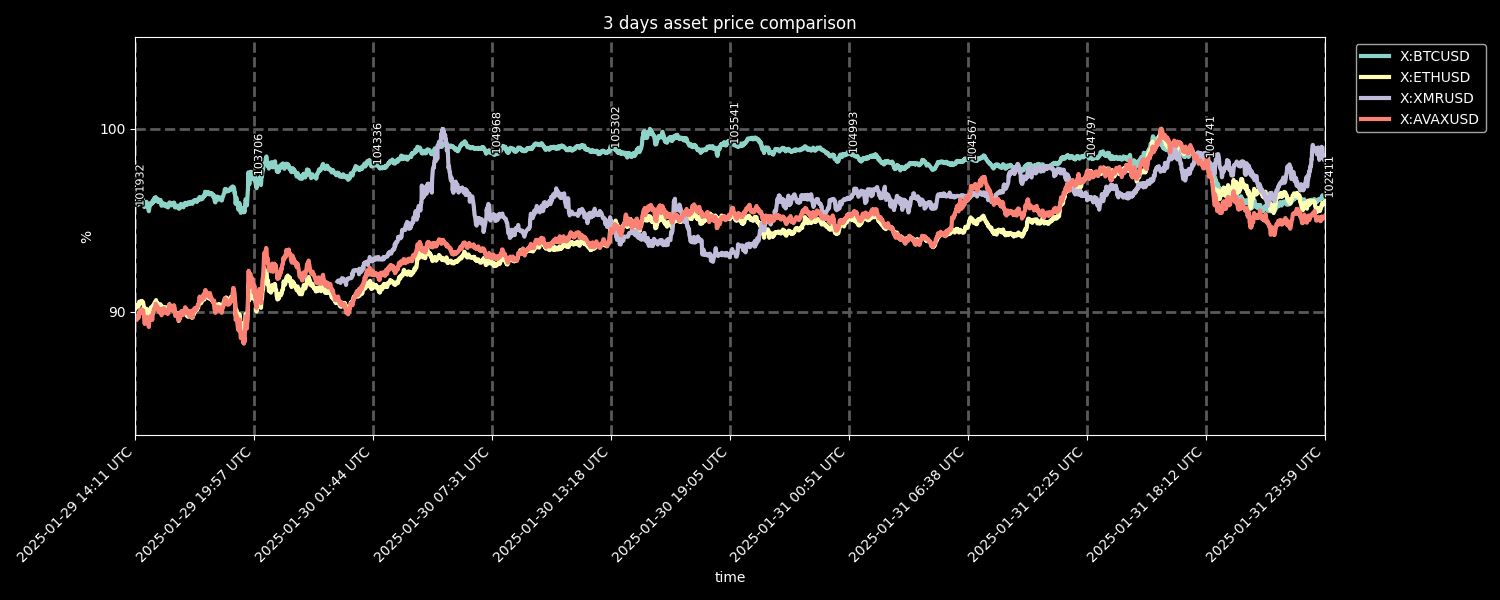 3 days asset price comparison
X:BTCUSD
X:ETHUSD
X:XMRUSD
X:AVAXUSD
100
90
%
101932
103706
104336
104968
105302
105541
104993
104567
104797
104741
102411
2025-01-29 14:11 UTC
2025-01-29 19:57 UTC
2025-01-30 01:44 UTC
2025-01-30 07:31 UTC
2025-01-30 13:18 UTC
2025-01-30 19:05 UTC
2025-01-31 00:51 UTC
2025-01-31 06:38 UTC
2025-01-31 12:25 UTC
2025-01-31 18:12 UTC
2025-01-31 23:59 UTC
time